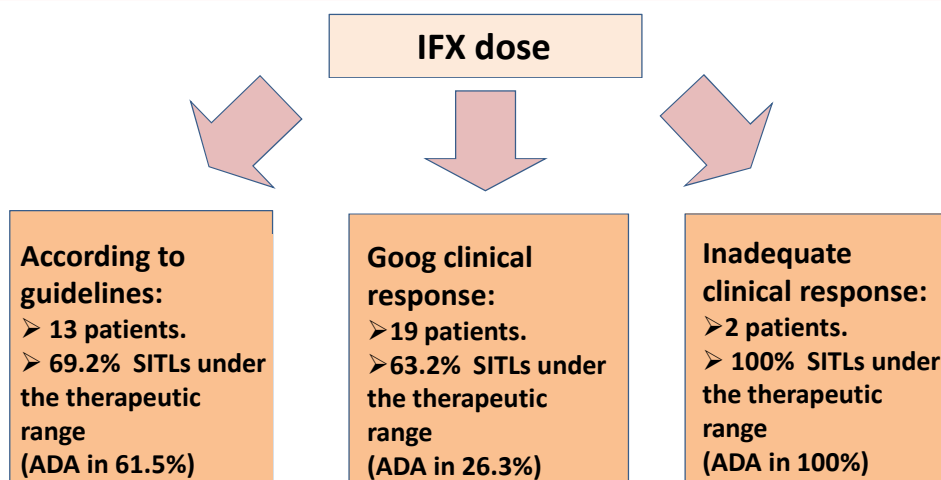 IFX dose
According to
guidelines:
➢ 13 patients.
➢ 69.2% SITLs under
the therapeutic
range
(ADA in 61.5%)
Goog clinical
response:
➢19 patients.
➢63.2% SITLs under
the therapeutic
range
(ADA in 26.3%)
Inadequate
clinical response:
➢2 patients.
➢ 100% SITLs under
the therapeutic
range
(ADA in 100%)